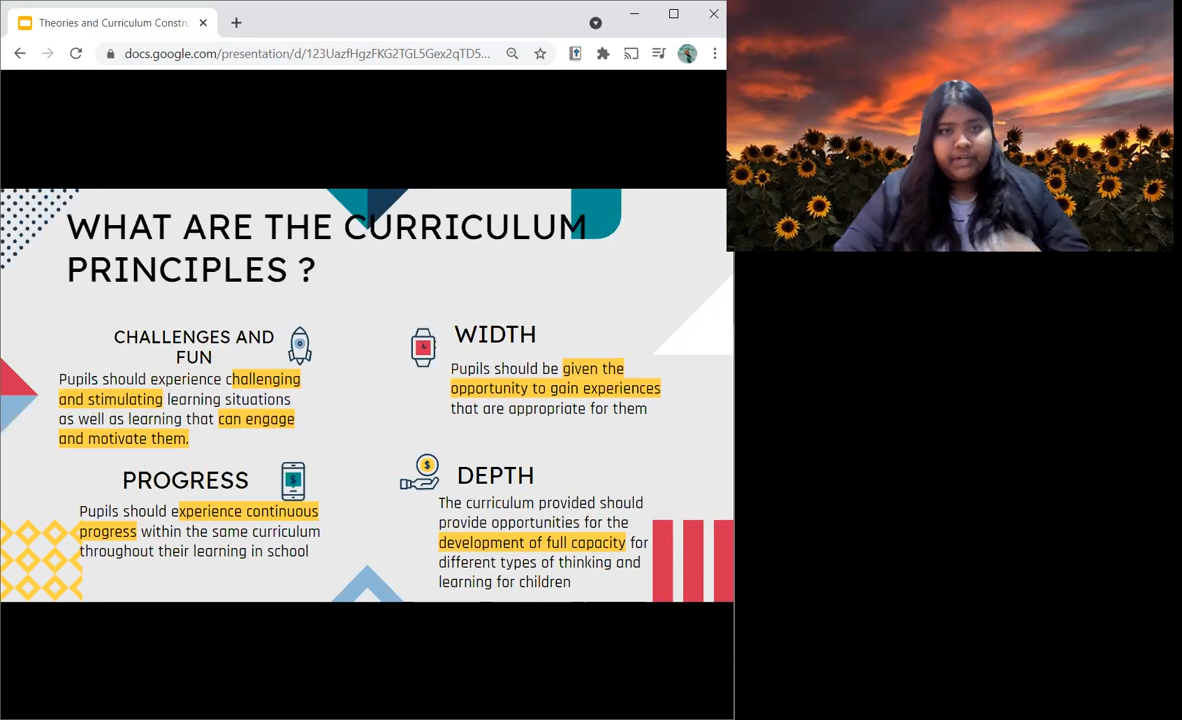 Theories and Curriculum Constru
docs.google.com/presentation/d/123UazfHgzFKG2TGL5Gex2qTD5...
WHAT ARE THE CURRICULUM
PRINCIPLES ?
CHALLENGES AND
FUN
Pupils should experience challenging
and stimulating learning situations
as well as learning that can engage
and motivate them.
WIDTH
Pupils should be given the
opportunity to gain experiences
that are appropriate for them
PROGRESS
Pupils should experience continuous
progress within the same curriculum
throughout their learning in school
DEPTH
The curriculum provided should
provide opportunities for the
development of full capacity for
different types of thinking and
learning for children